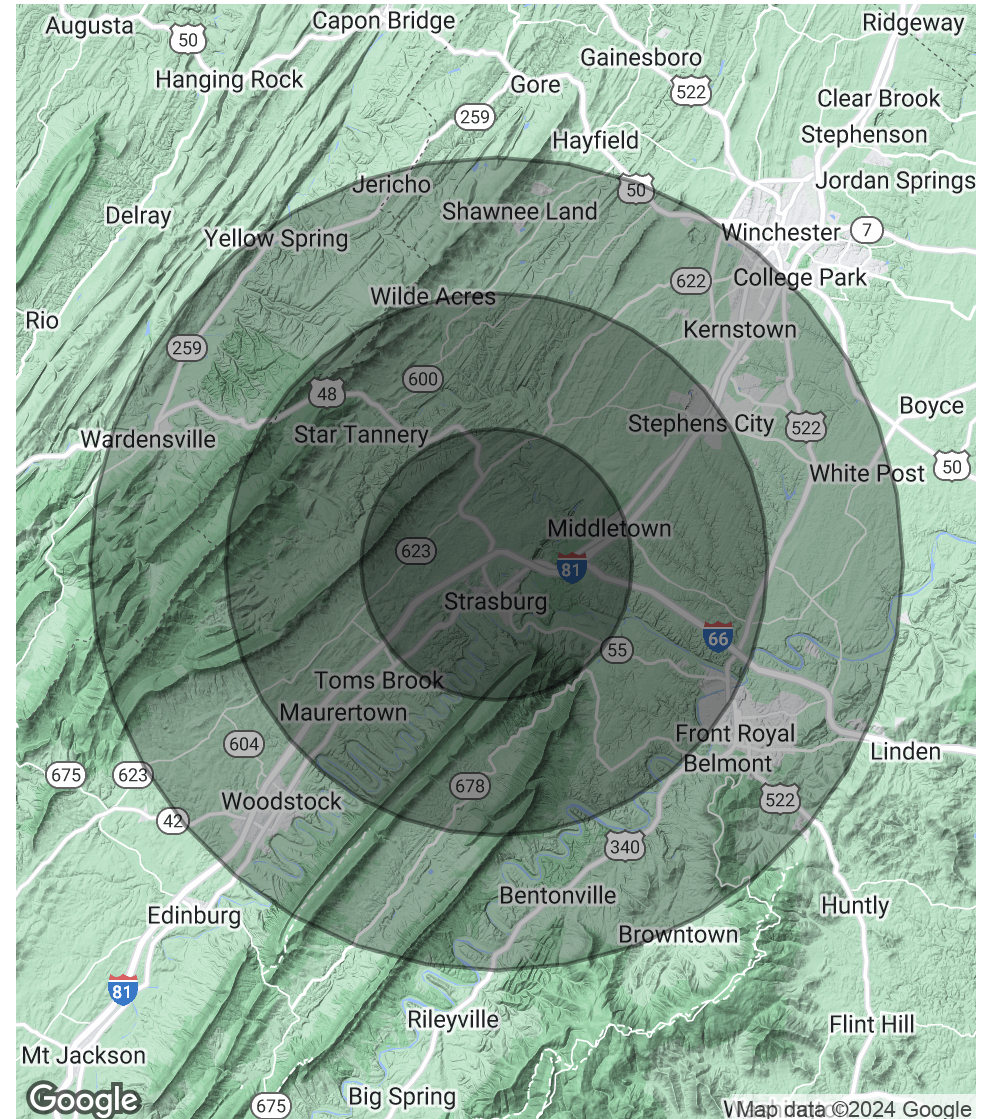 Augusta
Capon Bridge
Ridgeway
50
Gainesboro
Hanging Rock
Gore
522
Clear Brook
259
Stephenson
Hayfield
Jericho
50
Jordan Springs
Shawnee Land
Delray
Yellow Spring
Winchester
7
622
College Park
Wilde Acres
Rio
Kernstown
259
600
48
Boyce
Stephens City
522
Star Tannery
Wardensville
White Post
50
Middletown
623
81
Strasburg
66
55
Toms Brook
Maurertown
Front Royal
604
Linden
Belmont
675
623
678
Woodstock
522
42
340
Bentonville
Edinburg
Huntly
Browntown
81
Rileyville
Flint Hill
Mt Jackson
Google
675
Big Spring
Map data ©2024 Google